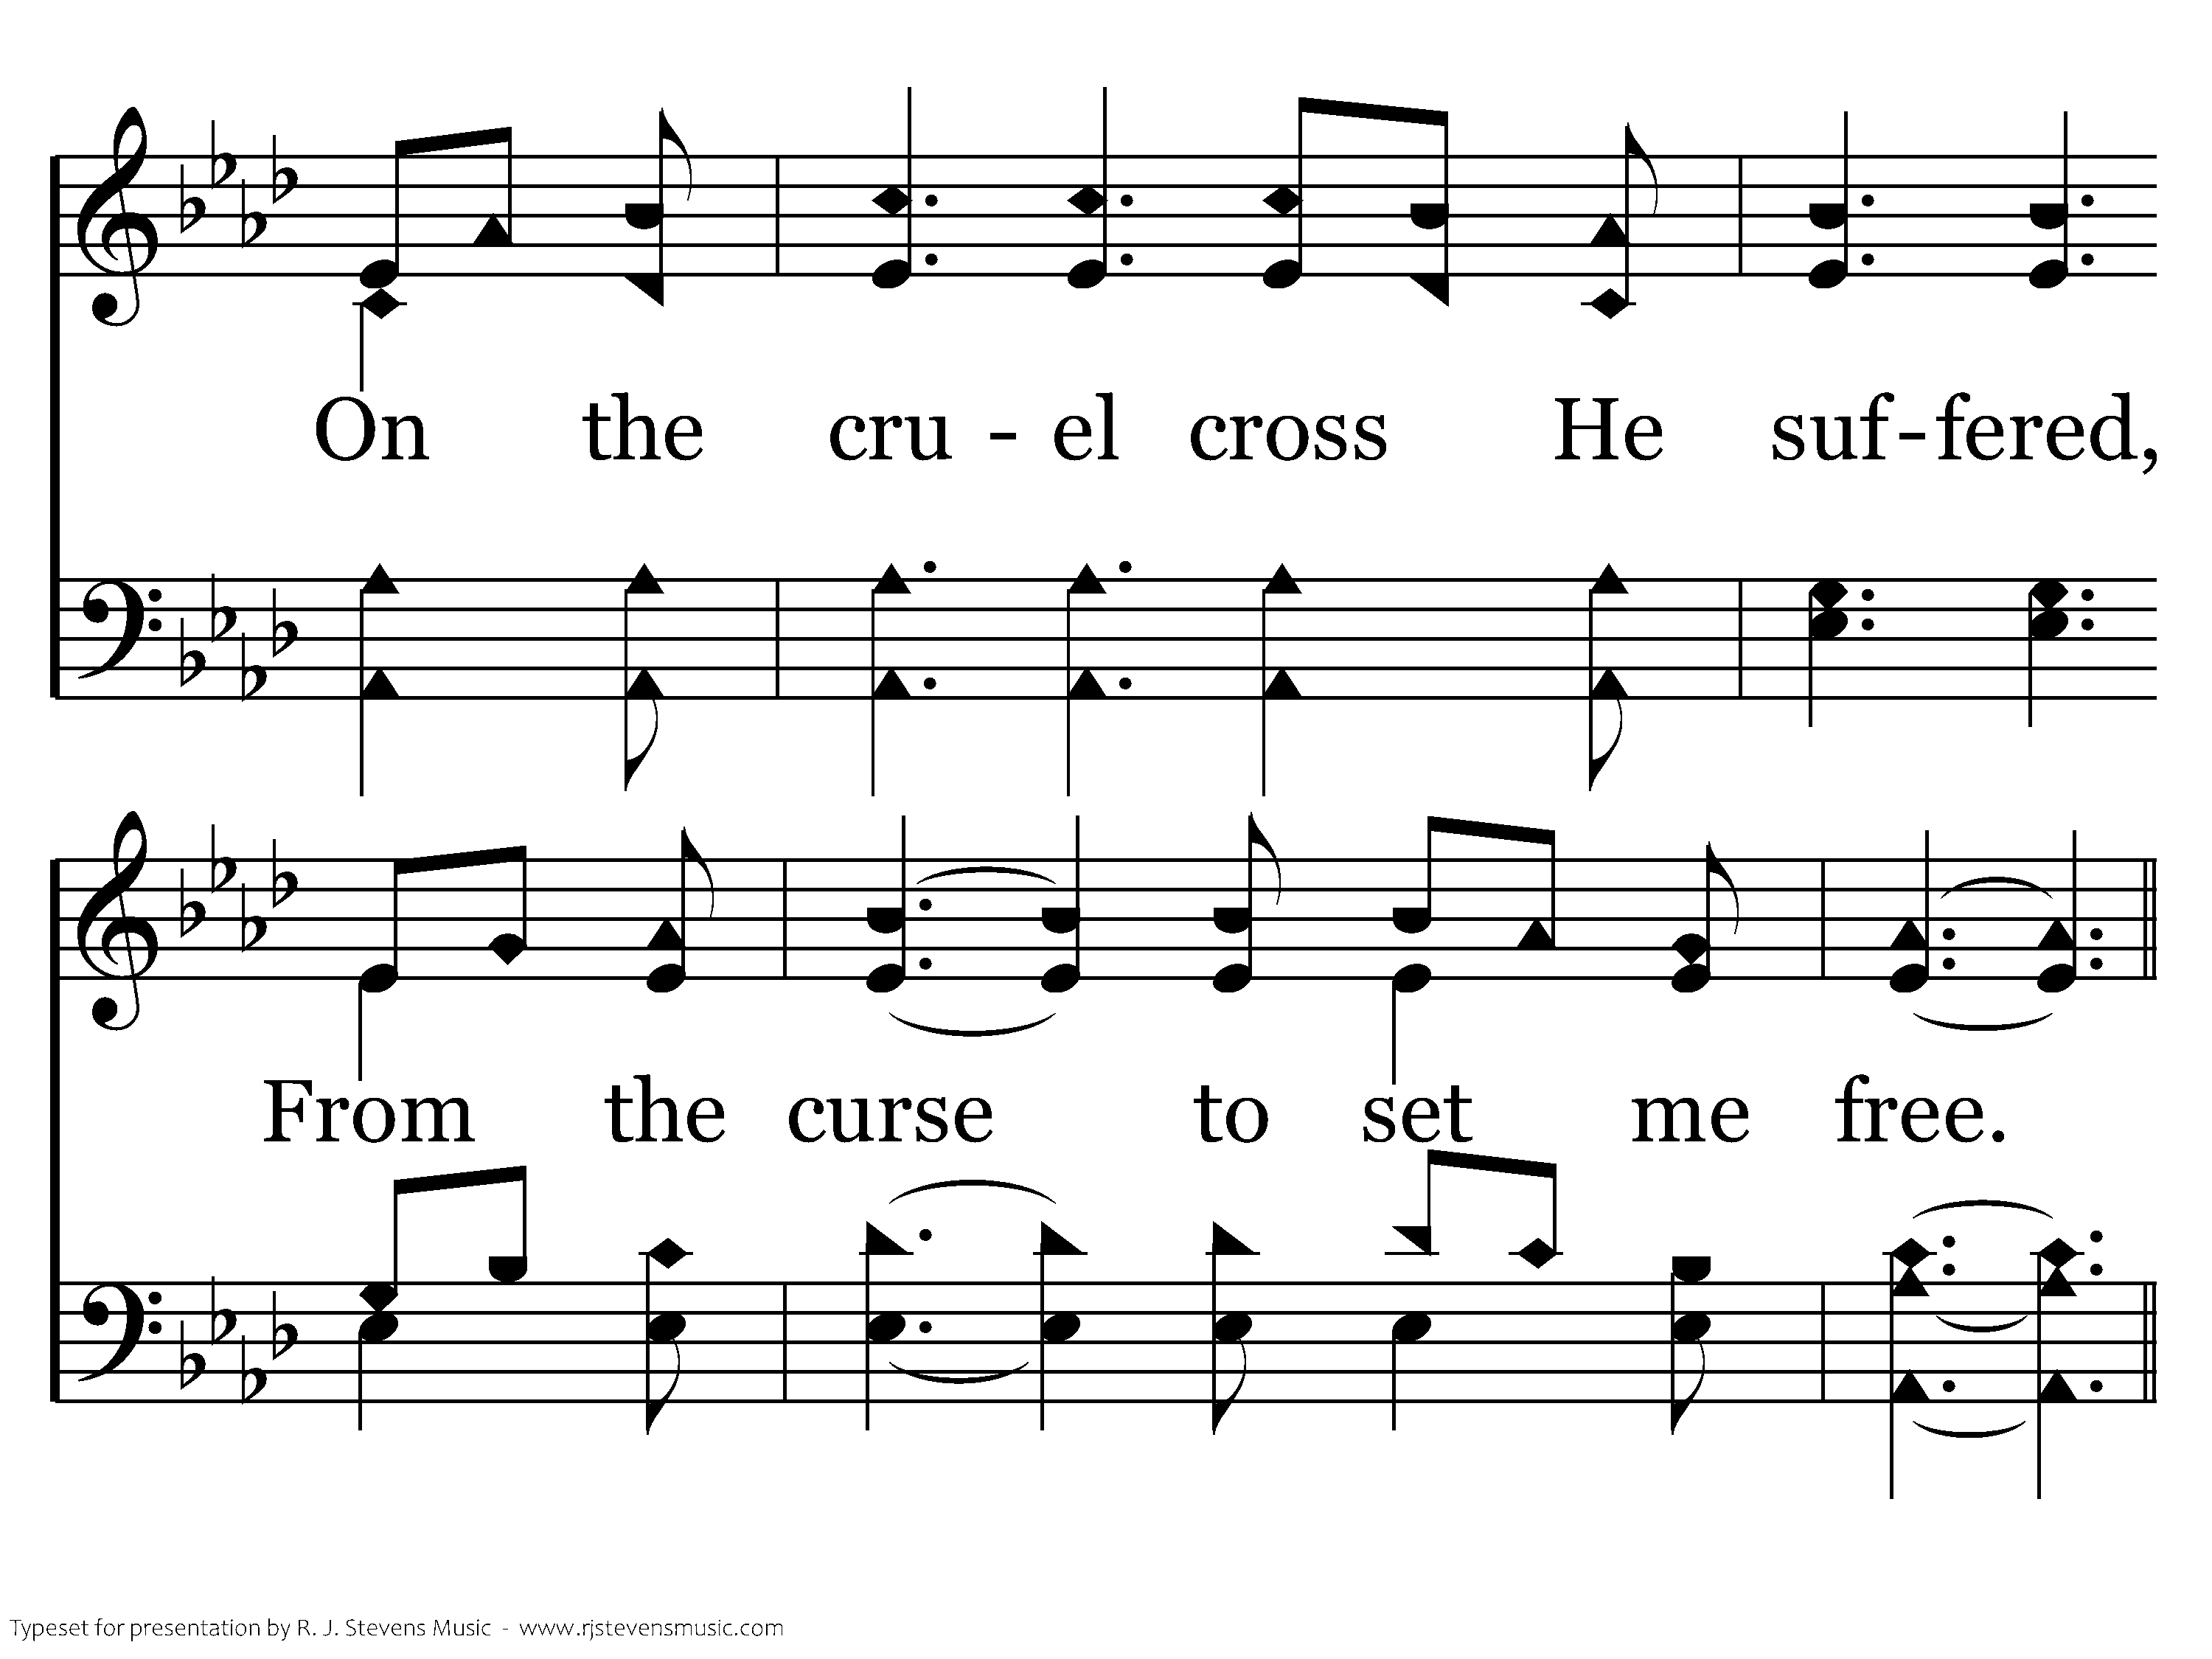 On the cru - el cross He suf-fered,
From the curse to set me free.
Typeset for presentation by R. J. Stevens Music - www.rjstevensmusic.com